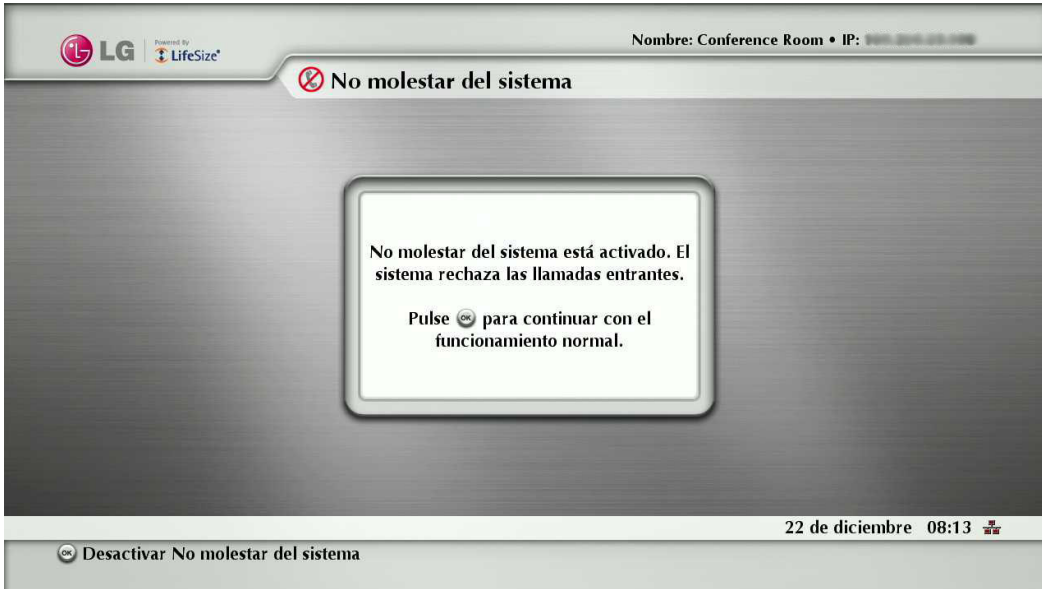 LG
Powered By
LifeSize
Nombre: Conference Room • IP:
No molestar del sistema
No molestar del sistema está activado. El
sistema rechaza las llamadas entrantes.
Pulse OK para continuar con el
funcionamiento normal.
22 de diciembre 08:13
OK Desactivar No molestar del sistema